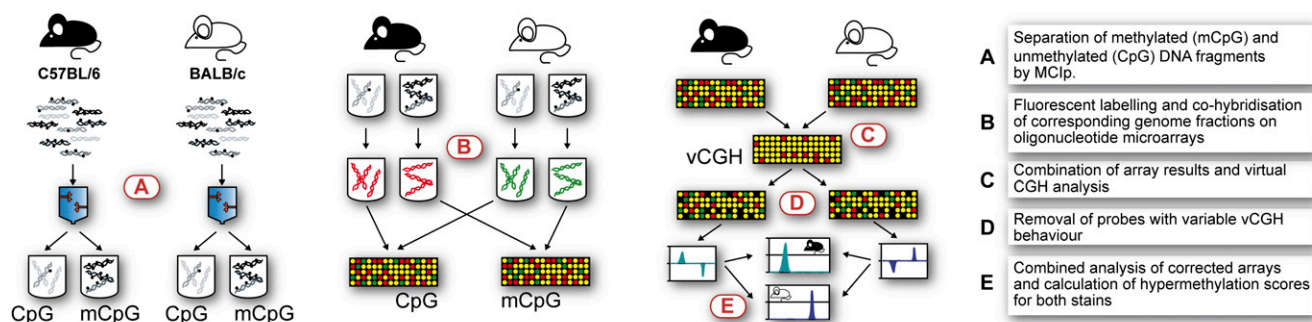 C57BL/6
BALB/c
A
CpG
mCpG
CpG
mCpG
B
CpG
mCpG
vCGH
C
D
E
A
Separation of methylated (mCpG) and
unmethylated (CpG) DNA fragments
by MCIp.
B
Fluorescent labelling and co-hybridisation
of corresponding genome fractions on
oligonucleotide microarrays
C
Combination of array results and virtual
CGH analysis
D
Removal of probes with variable vCGH
behaviour
E
Combined analysis of corrected arrays
and calculation of hypermethylation scores
for both stains